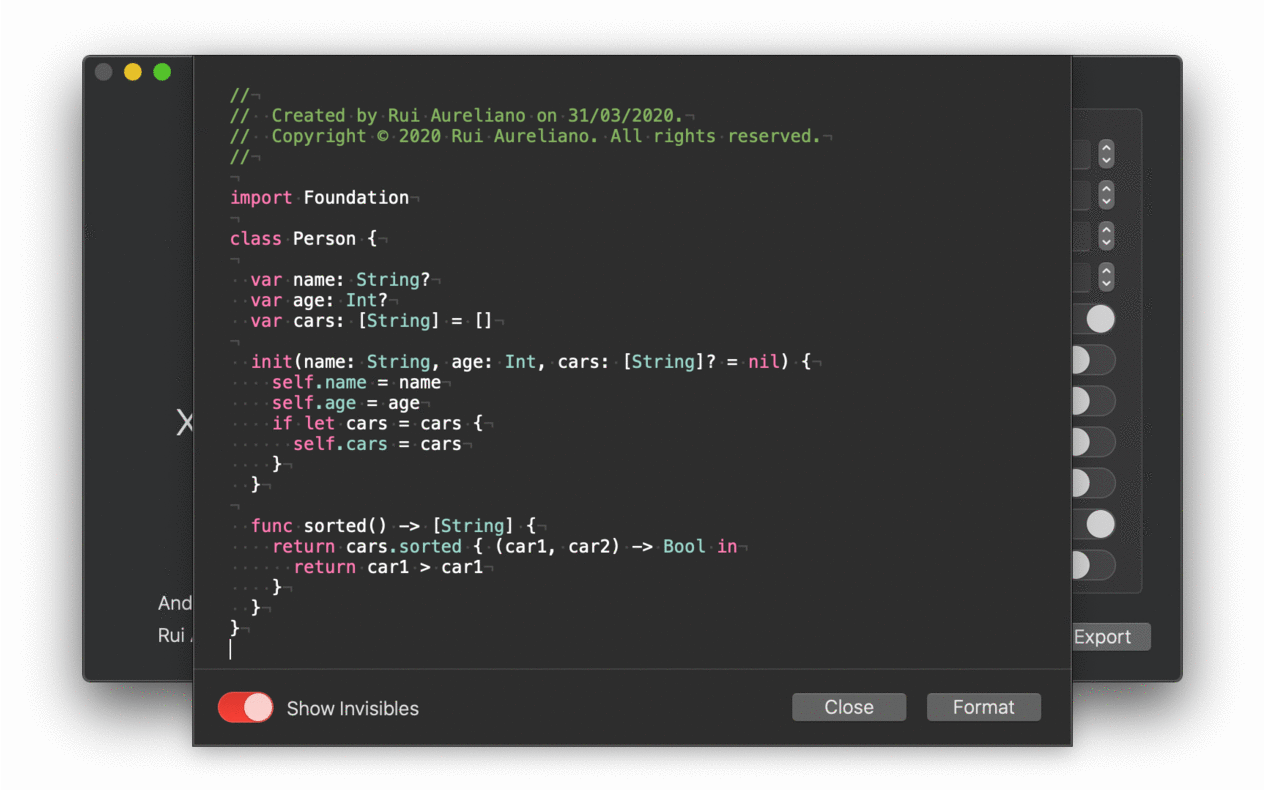 //
//  Created by Rui Aureliano on 31/03/2020.
//  Copyright © 2020 Rui Aureliano. All rights reserved.
//
import Foundation
class Person {
  var name: String?
  var age: Int?
  var cars: [String] = []
  init(name: String, age: Int, cars: [String]? = nil) {
    self.name = name
    self.age = age
    if let cars = cars {
      self.cars = cars
    }
  }
  func sorted() -> [String] {
    return cars.sorted { (car1, car2) -> Bool in
      return car1 > car1
    }
  }
}
X
And
Rui
Export
Show Invisibles
Close
Format